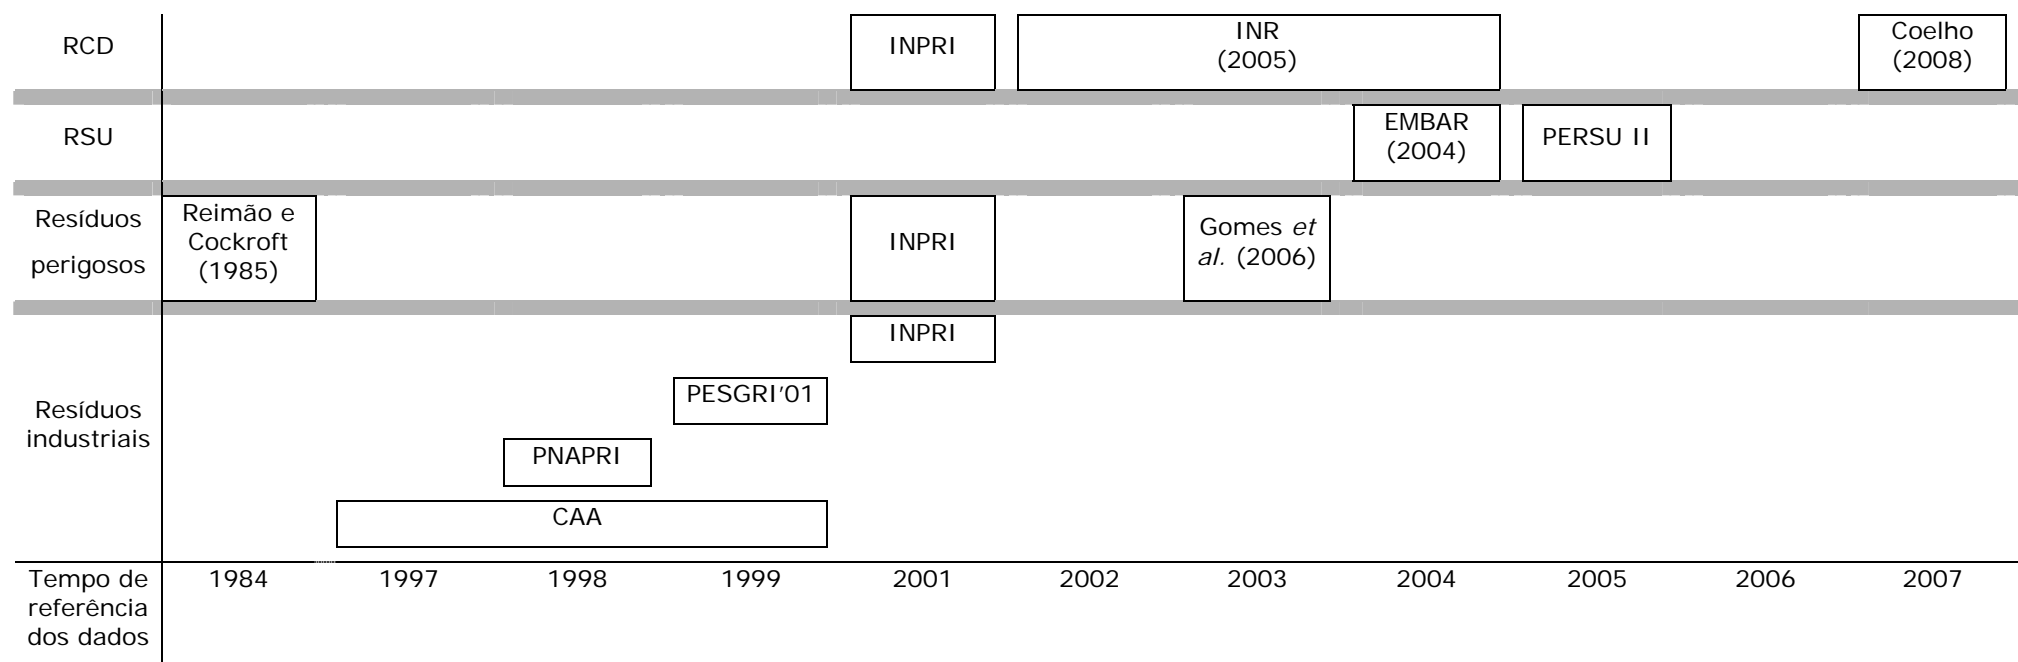 RCD
INPRI
INR
(2005)
Coelho
(2008)
RSU
EMBAR
(2004)
PERSU II
Resíduos
perigosos
Reimão e
Cockroft
(1985)
INPRI
Gomes et
al. (2006)
Resíduos
industriais
INPRI
PESGRI’01
PNAPRI
CAA
Tempo de
referência
dos dados
1984
1997
1998
1999
2001
2002
2003
2004
2005
2006
2007